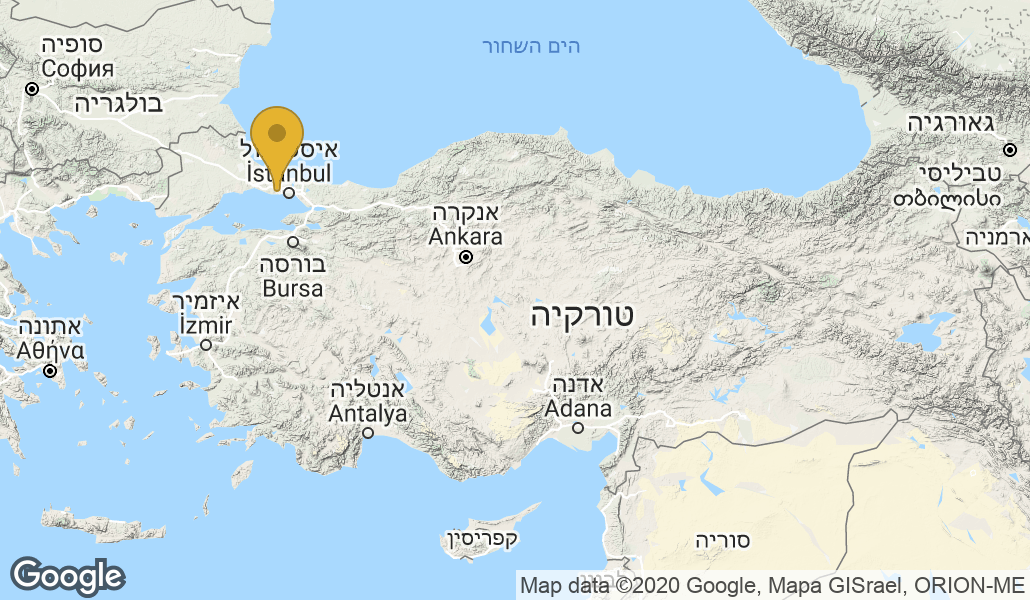 הים השחור
סופיה
София
בולגריה
גאורגיה
İstanbul
טביליסי
თბილისი
אנקרה
Ankara
ארמניה
בורסה
Bursa
איזמיר
İzmir
טורקיה
אתונה
Αθήνα
אנטליה
Antalya
אדנה
Adana
קפריסין
סוריה
Google
Map data ©2020 Google, Mapa GISrael, ORION-ME